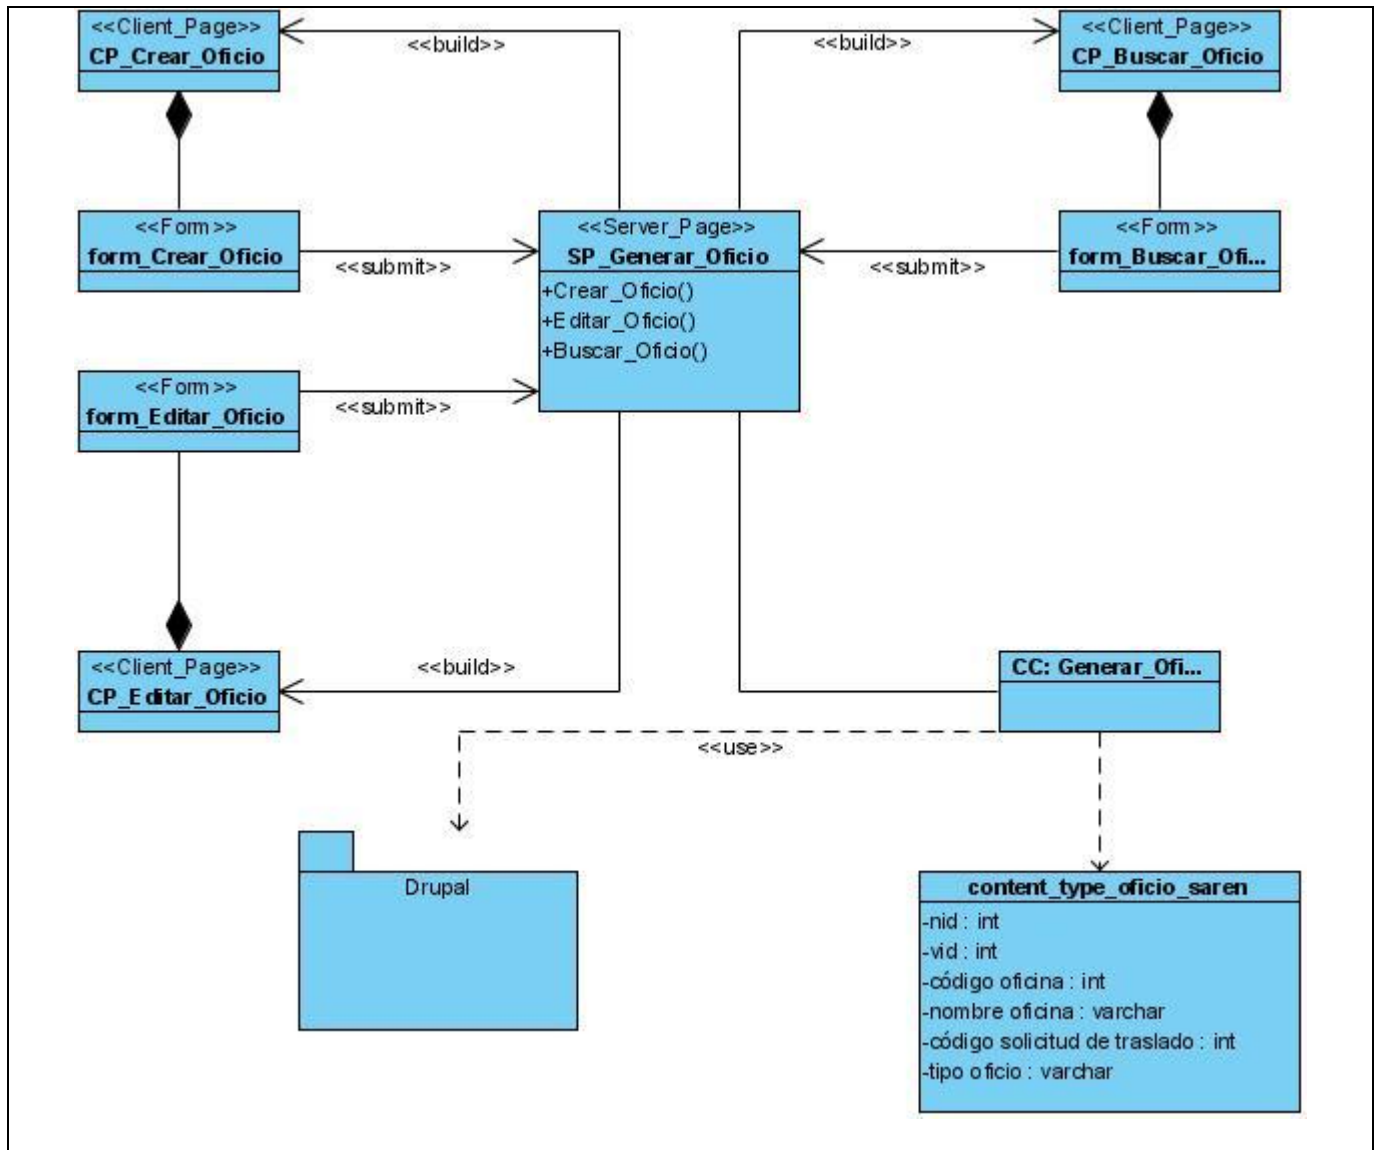 <<Client_Page>>
CP_Crear_Oficio
<<build>>
<<build>>
<<Client_Page>>
CP_Buscar_Oficio
<<Form>>
form_Crear_Oficio
<<submit>>
<<Server_Page>>
SP_Generar_Oficio
+Crear_Oficio()
+Editar_Oficio()
+Buscar_Oficio()
<<submit>>
<<Form>>
form_Buscar_Ofi...
<<Form>>
form_Editar_Oficio
<<submit>>
<<Client_Page>>
CP_Editar_Oficio
<<build>>
CC: Generar_Ofi...
<<use>>
Drupal
content_type_oficio_saren
-nid : int
-vid : int
-código oficina : int
-nombre oficina : varchar
-código solicitud de traslado : int
-tipo oficio : varchar